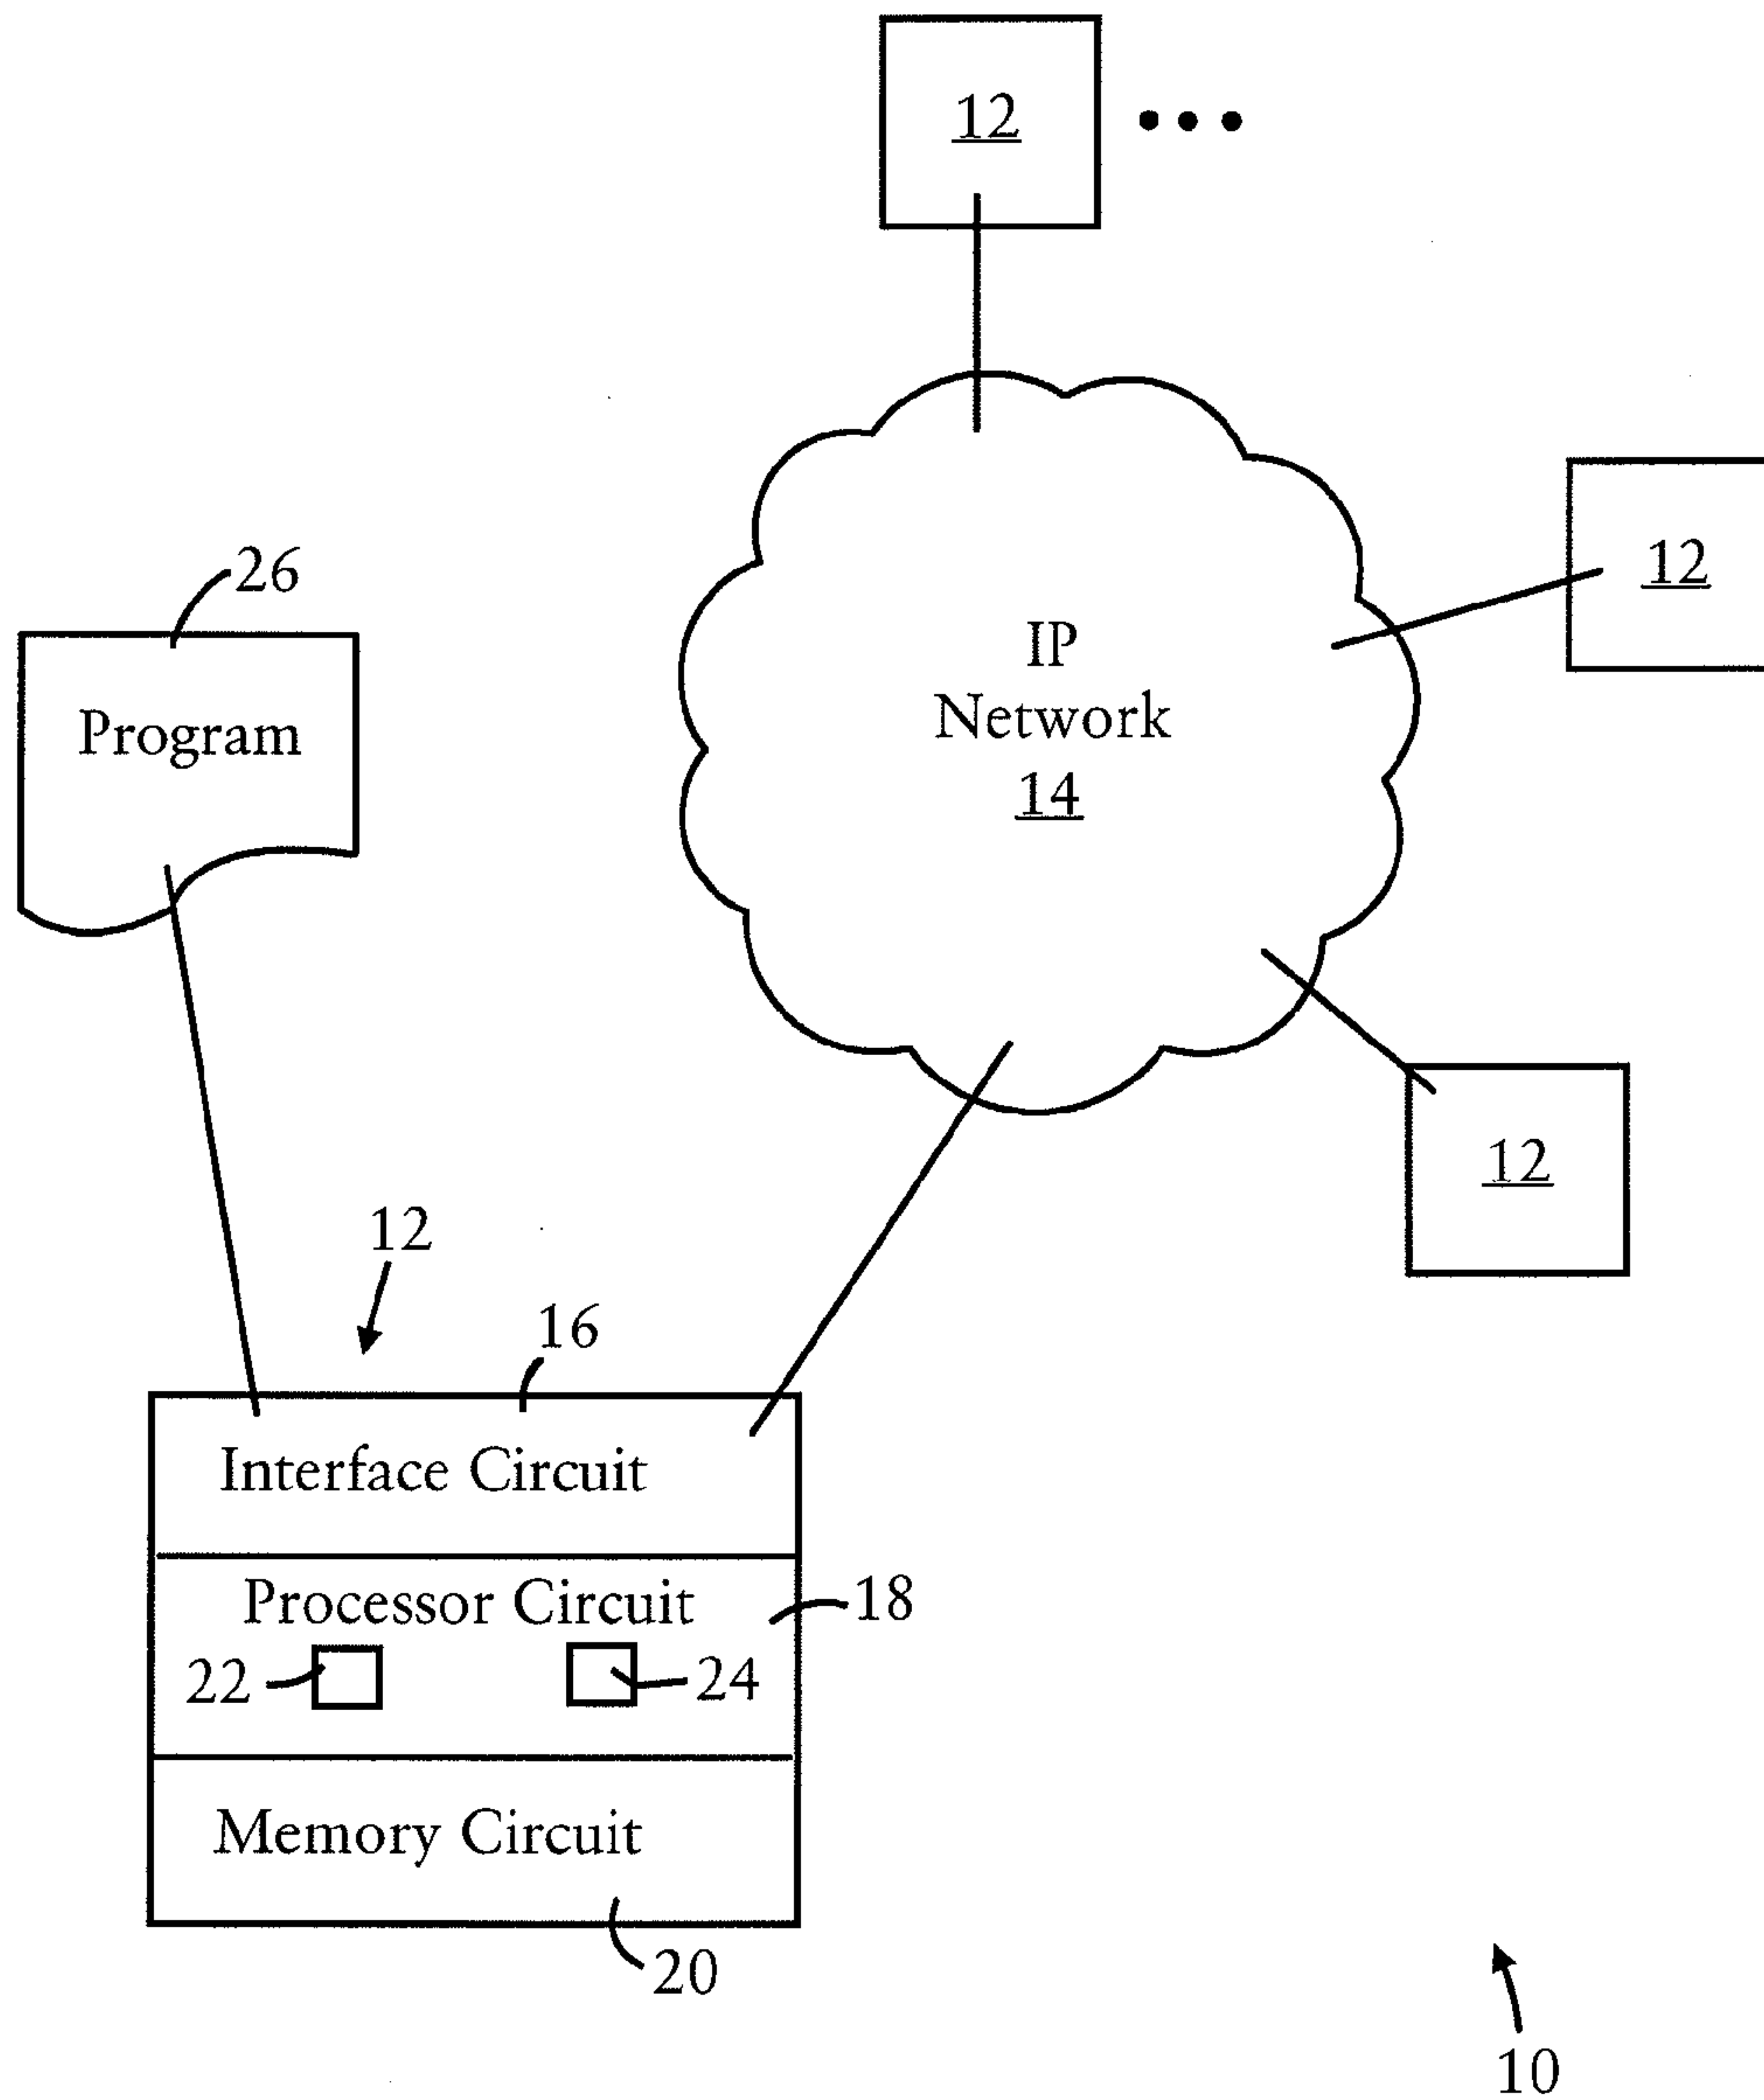 12
12
26
IP
Network
14
Program
12
12
16
Interface Circuit
Processor Circuit
18
22
24
Memory Circuit
20
10